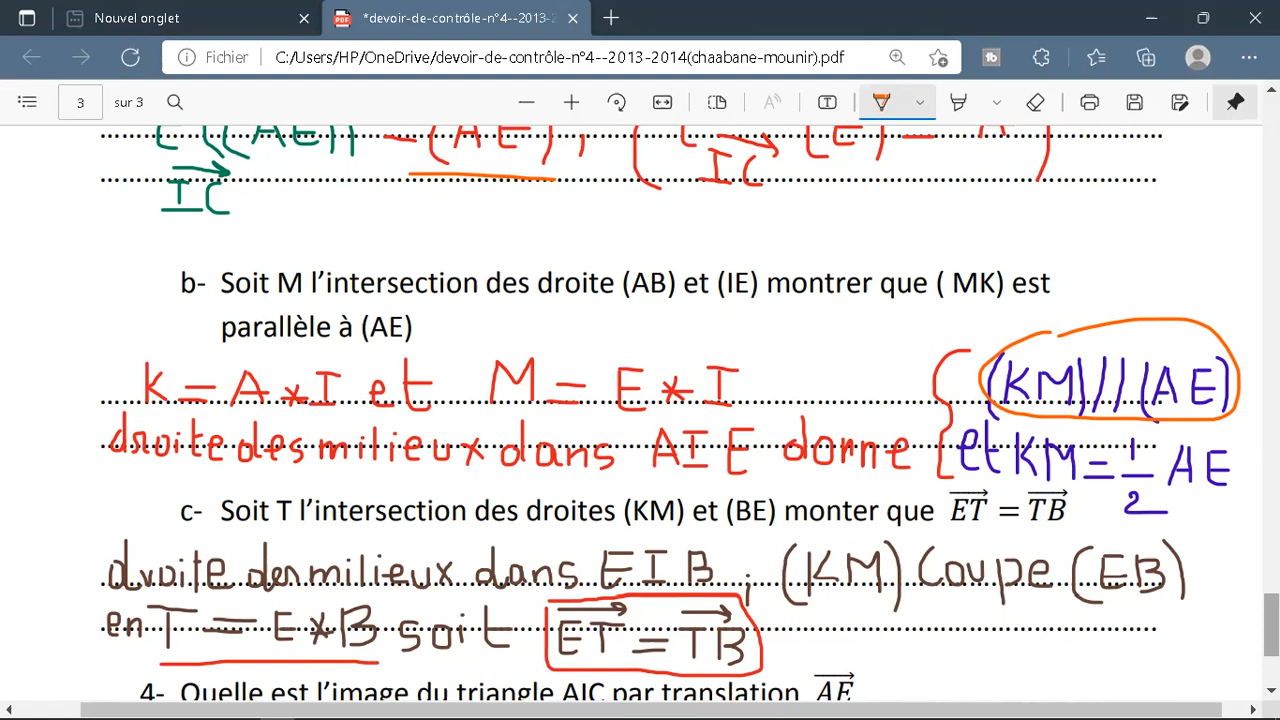 Nouvel onglet
*devoir-de-contrôle-n°4--2013-2
Fichier C:/Users/HP/OneDrive/devoir-de-contrôle-n°4--2013-2014(chaabane-mounir).pdf
3 sur 3
IC
IC
b- Soit M l’intersection des droite (AB) et (IE) montrer que ( MK) est
parallèle à (AE)
K = A * I et M = E * I (KM)//(AE)
droite des milieux dans AIE donne et KM = 1/2 AE
c- Soit T l’intersection des droites (KM) et (BE) monter que ET = TB
droite des milieux dans EIB , (KM) Coupe (EB)
en T = E * B soit ET = TB
4- Quelle est l’image du triangle AIC par translation AE